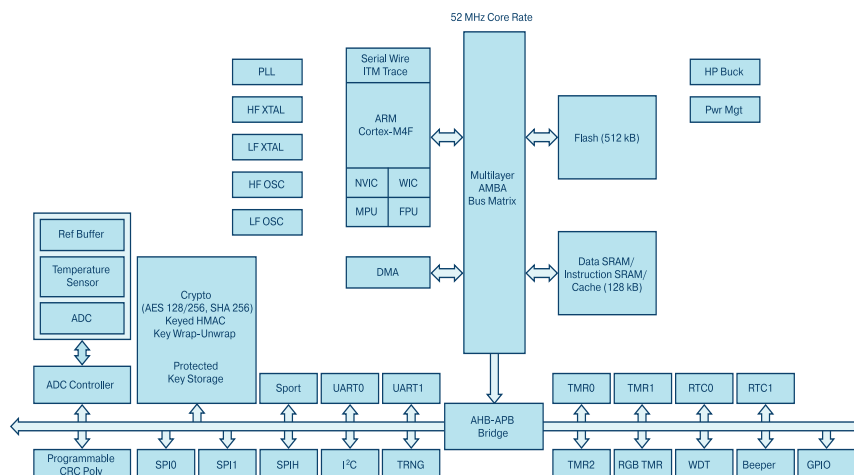 52 MHz Core Rate
PLL
HF XTAL
LF XTAL
HF OSC
LF OSC
Serial Wire
ITM Trace
ARM
Cortex-M4F
NVIC
WIC
MPU
FPU
DMA
Multilayer
AMBA
Bus Matrix
Flash (512 kB)
Data SRAM/
Instruction SRAM/
Cache (128 kB)
HP Buck
Pwr Mgt
Ref Buffer
Temperature
Sensor
ADC
ADC Controller
Crypto
(AES 128/256, SHA 256)
Keyed HMAC
Key Wrap-Unwrap
Protected
Key Storage
Sport
UART0
UART1
AHB-APB
Bridge
TMR0
TMR1
RTC0
RTC1
Programmable
CRC Poly
SPI0
SPI1
SPIH
I²C
TRNG
TMR2
RGB TMR
WDT
Beeper
GPIO